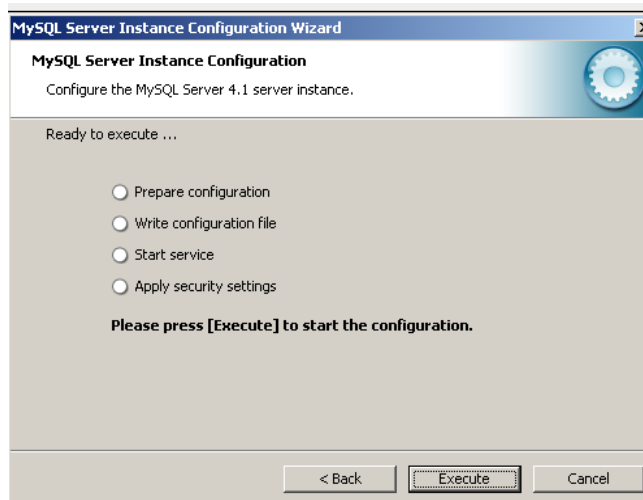 MySQL Server Instance Configuration Wizard
MySQL Server Instance Configuration
Configure the MySQL Server 4.1 server instance.
Ready to execute ...
Prepare configuration
Write configuration file
Start service
Apply security settings
Please press [Execute] to start the configuration.
< Back Execute Cancel